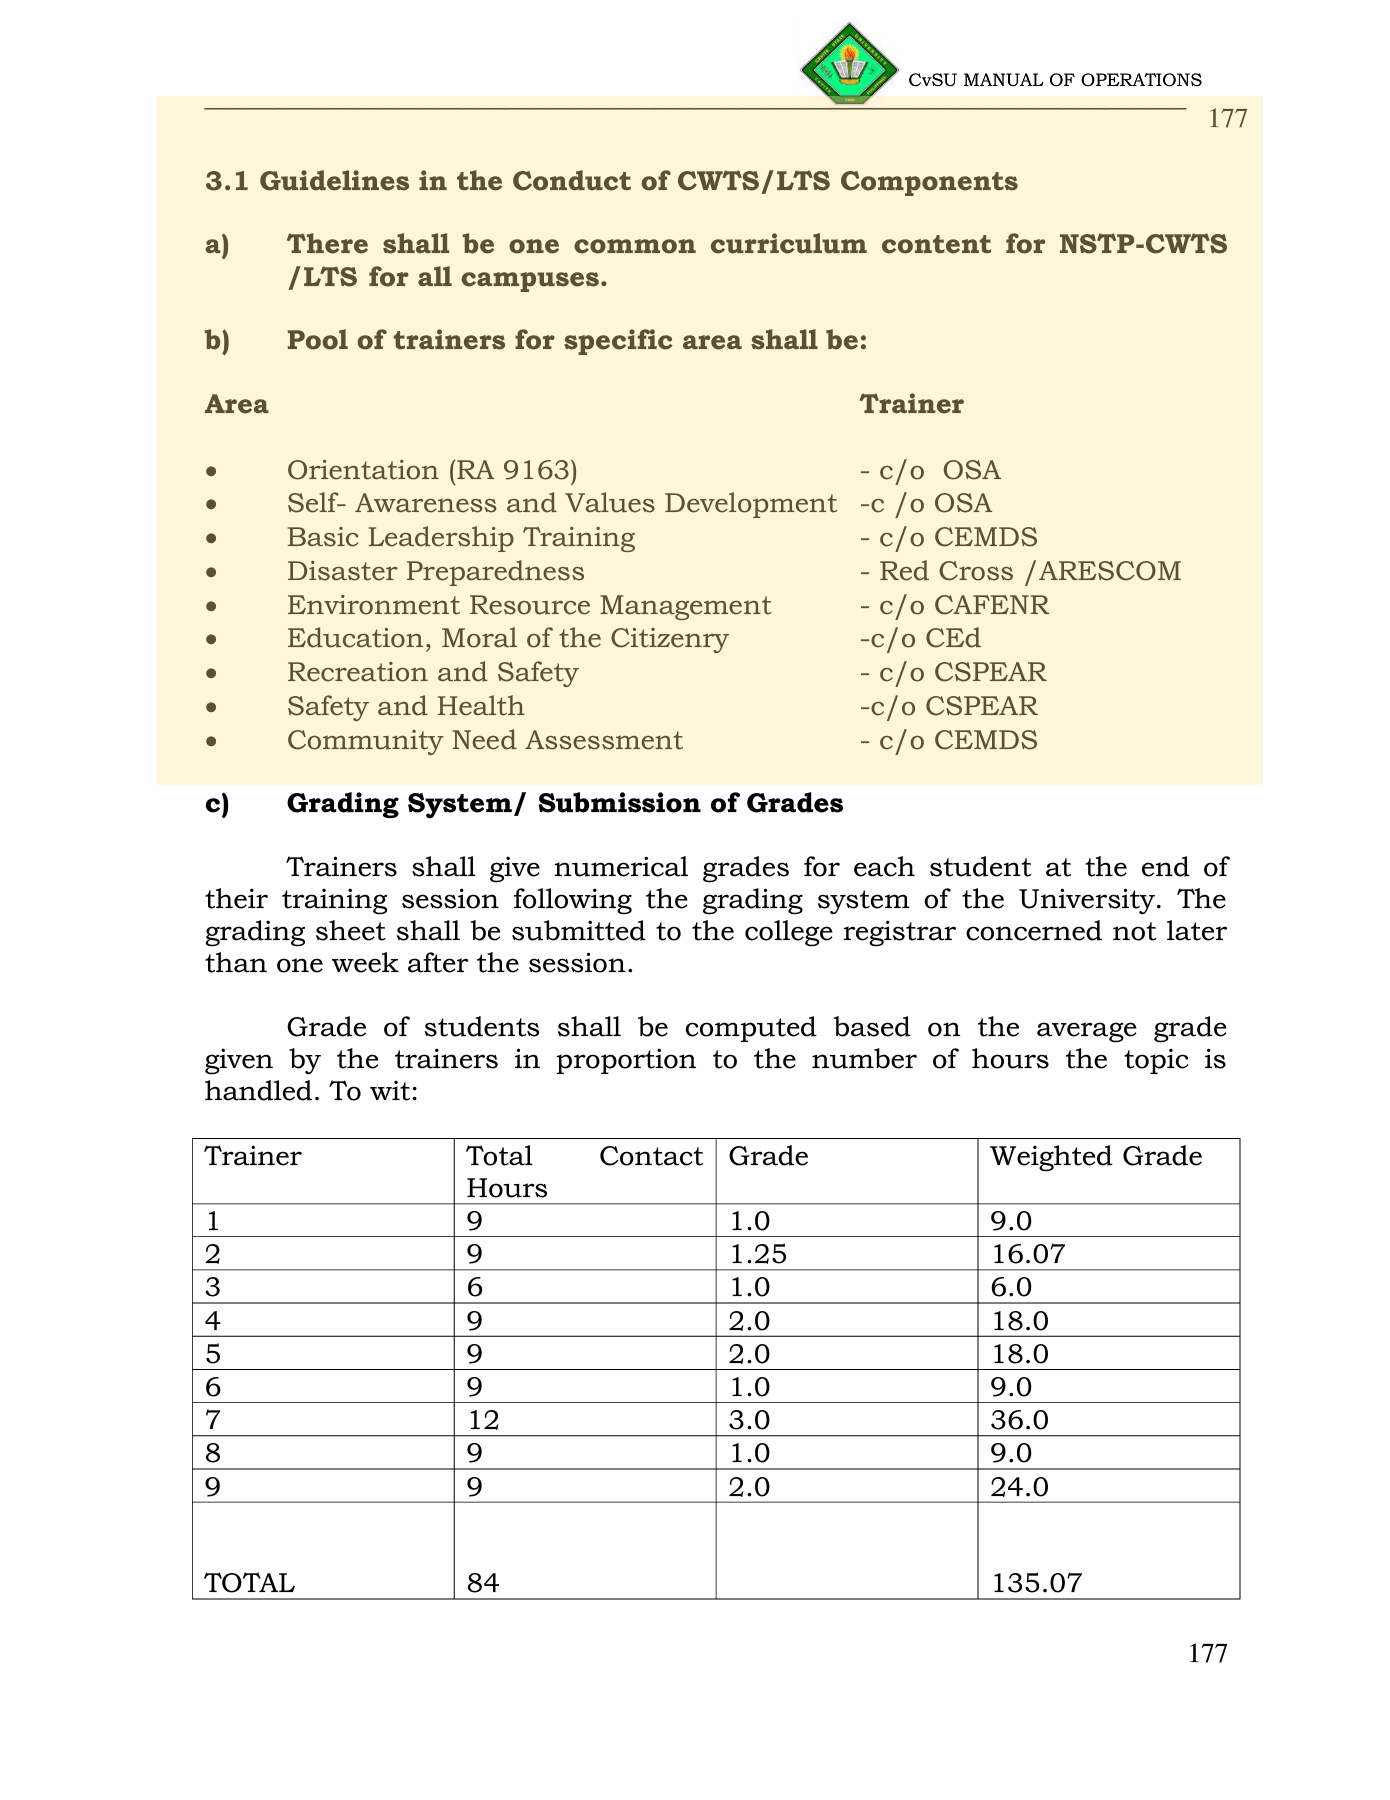 CvSU MANUAL OF OPERATIONS
177
3.1 Guidelines in the Conduct of CWTS/LTS Components
a) There shall be one common curriculum content for NSTP-CWTS
/LTS for all campuses.
b) Pool of trainers for specific area shall be:
Area Trainer
• Orientation (RA 9163) - c/o OSA
• Self- Awareness and Values Development -c /o OSA
• Basic Leadership Training - c/o CEMDS
• Disaster Preparedness - Red Cross /ARESCOM
• Environment Resource Management - c/o CAFENR
• Education, Moral of the Citizenry -c/o CEd
• Recreation and Safety - c/o CSPEAR
• Safety and Health -c/o CSPEAR
• Community Need Assessment - c/o CEMDS
c) Grading System/ Submission of Grades
Trainers shall give numerical grades for each student at the end of
their training session following the grading system of the University. The
grading sheet shall be submitted to the college registrar concerned not later
than one week after the session.
Grade of students shall be computed based on the average grade
given by the trainers in proportion to the number of hours the topic is
handled. To wit:
Trainer Total Contact Grade Weighted Grade
Hours
1 9 1.0 9.0
2 9 1.25 16.07
3 6 1.0 6.0
4 9 2.0 18.0
5 9 2.0 18.0
6 9 1.0 9.0
7 12 3.0 36.0
8 9 1.0 9.0
9 9 2.0 24.0
TOTAL 84 135.07
177